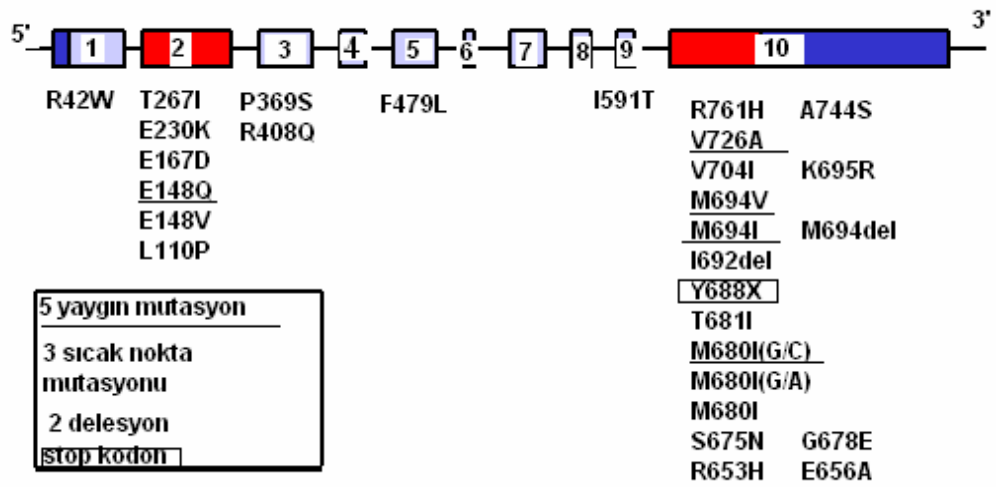 5' 3'
1 2 3 4 5 6 7 8 9 10
R42W T267I P369S F479L I591T R761H A744S
E230K R408Q V726A
E167D V704I K695R
E148Q M694V
E148V M694I M694del
L110P I692del
Y688X
T681I
M680I(G/C)
M680I(G/A)
M680I
S675N G678E
R653H E656A
5 yaygın mutasyon
3 sıcak nokta
mutasyonu
2 delesyon
stop kodon